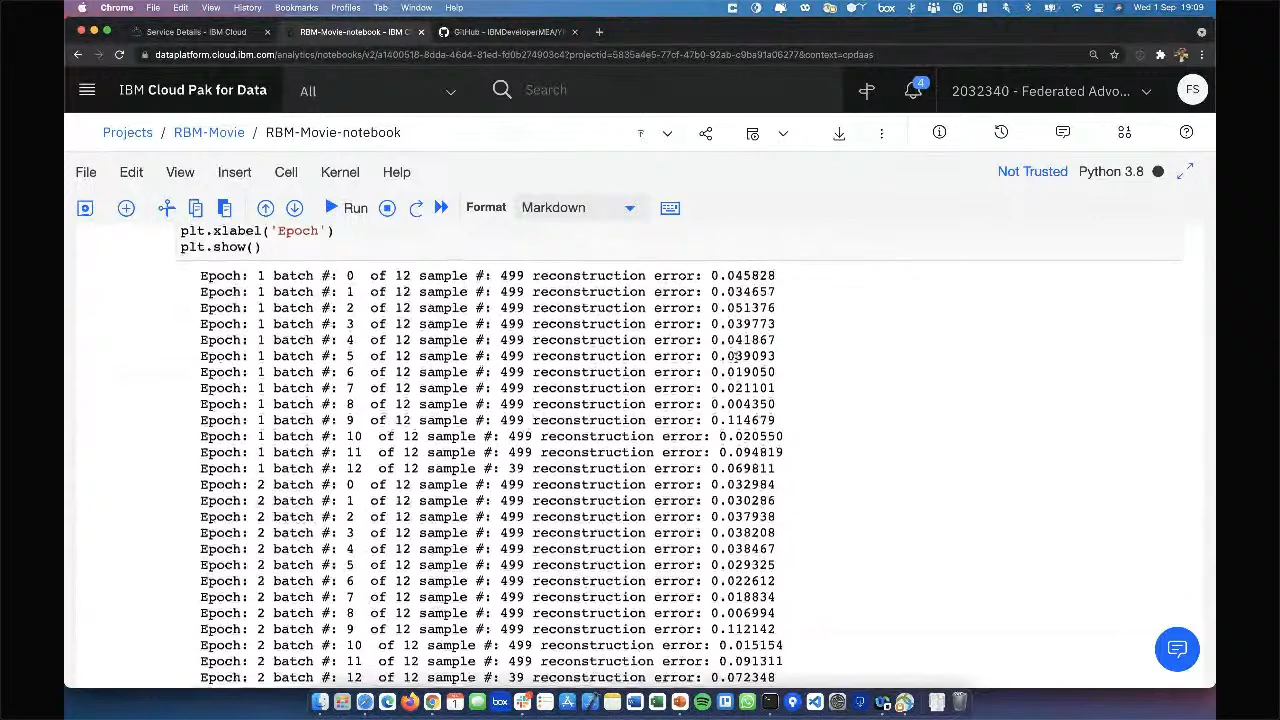 Chrome File Edit View History Bookmarks Profiles Tab Window Help box Wed 1 Sep 19:09
Service Details - IBM Cloud RBM-Movie-notebook - IBM C GitHub - IBMDeveloperMEA/Y
dataplatform.cloud.ibm.com/analytics/notebooks/v2/a1400518-8dda-46d4-81ed-fd0b274903c4?projectid=5835a4e5-77cf-47b0-92ab-c9ba91a06277&context=cpdaas
IBM Cloud Pak for Data All Search 4 2032340 - Federated Advo... FS
Projects / RBM-Movie / RBM-Movie-notebook
File Edit View Insert Cell Kernel Help Not Trusted Python 3.8
Run Format Markdown
plt.xlabel('Epoch')
plt.show()
Epoch: 1 batch #: 0 of 12 sample #: 499 reconstruction error: 0.045828
Epoch: 1 batch #: 1 of 12 sample #: 499 reconstruction error: 0.034657
Epoch: 1 batch #: 2 of 12 sample #: 499 reconstruction error: 0.051376
Epoch: 1 batch #: 3 of 12 sample #: 499 reconstruction error: 0.039773
Epoch: 1 batch #: 4 of 12 sample #: 499 reconstruction error: 0.041867
Epoch: 1 batch #: 5 of 12 sample #: 499 reconstruction error: 0.039093
Epoch: 1 batch #: 6 of 12 sample #: 499 reconstruction error: 0.019050
Epoch: 1 batch #: 7 of 12 sample #: 499 reconstruction error: 0.021101
Epoch: 1 batch #: 8 of 12 sample #: 499 reconstruction error: 0.004350
Epoch: 1 batch #: 9 of 12 sample #: 499 reconstruction error: 0.114679
Epoch: 1 batch #: 10 of 12 sample #: 499 reconstruction error: 0.020550
Epoch: 1 batch #: 11 of 12 sample #: 499 reconstruction error: 0.094819
Epoch: 1 batch #: 12 of 12 sample #: 39 reconstruction error: 0.069811
Epoch: 2 batch #: 0 of 12 sample #: 499 reconstruction error: 0.032984
Epoch: 2 batch #: 1 of 12 sample #: 499 reconstruction error: 0.030286
Epoch: 2 batch #: 2 of 12 sample #: 499 reconstruction error: 0.037938
Epoch: 2 batch #: 3 of 12 sample #: 499 reconstruction error: 0.038208
Epoch: 2 batch #: 4 of 12 sample #: 499 reconstruction error: 0.038467
Epoch: 2 batch #: 5 of 12 sample #: 499 reconstruction error: 0.029325
Epoch: 2 batch #: 6 of 12 sample #: 499 reconstruction error: 0.022612
Epoch: 2 batch #: 7 of 12 sample #: 499 reconstruction error: 0.018834
Epoch: 2 batch #: 8 of 12 sample #: 499 reconstruction error: 0.006994
Epoch: 2 batch #: 9 of 12 sample #: 499 reconstruction error: 0.112142
Epoch: 2 batch #: 10 of 12 sample #: 499 reconstruction error: 0.015154
Epoch: 2 batch #: 11 of 12 sample #: 499 reconstruction error: 0.091311
Epoch: 2 batch #: 12 of 12 sample #: 39 reconstruction error: 0.072348
box